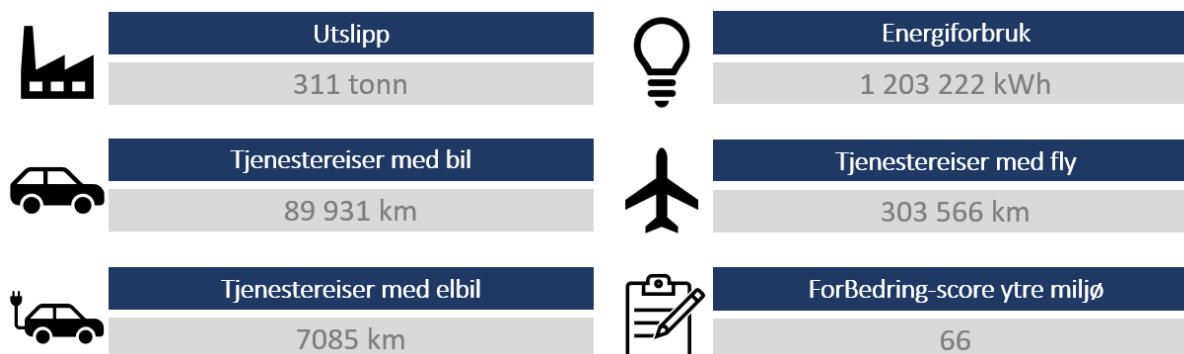 Utslipp
311 tonn
Energiforbruk
1 203 222 kWh
Tjenestereiser med bil
89 931 km
Tjenestereiser med fly
303 566 km
Tjenestereiser med elbil
7085 km
ForBedring-score ytre miljø
66